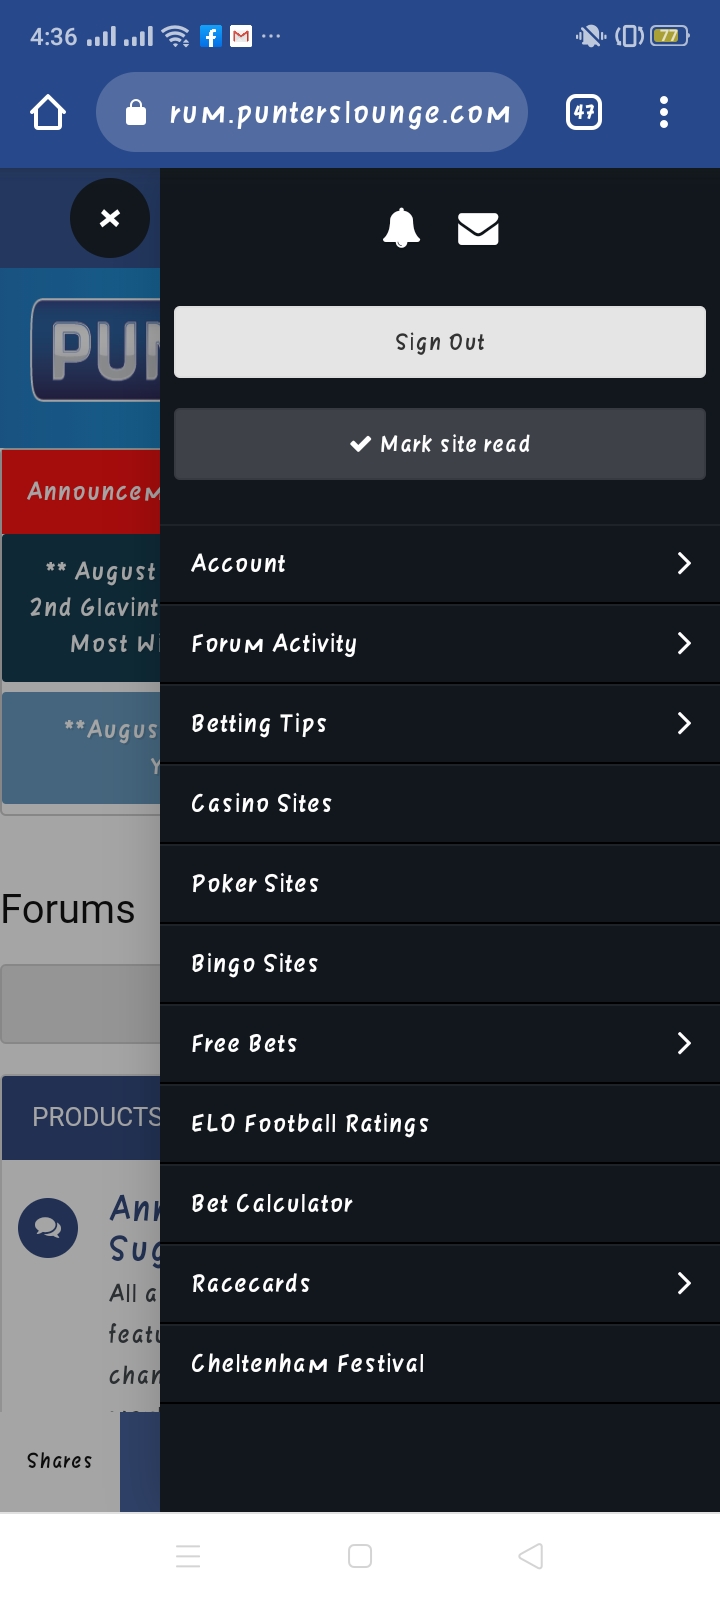 4:36
77
rum.punterslounge.com
47
PUN
Sign Out
Mark site read
Announcem
** August
2nd Glavint
Most Wi
**Augus
Y
Account
Forum Activity
Betting Tips
Casino Sites
Poker Sites
Bingo Sites
Free Bets
ELO Football Ratings
Bet Calculator
Racecards
Cheltenham Festival
Forums
PRODUCTS
Ann
Sug
All a
featu
chan
Shares